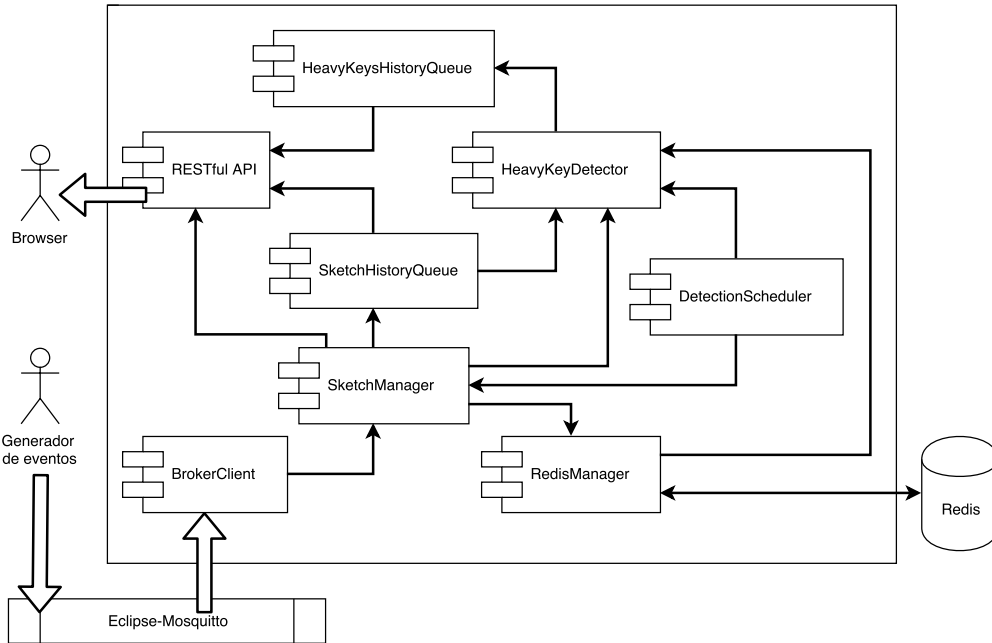 HeavyKeysHistoryQueue
RESTful API
HeavyKeyDetector
Browser
SketchHistoryQueue
DetectionScheduler
SketchManager
Generador
de eventos
BrokerClient
RedisManager
Redis
Eclipse-Mosquitto